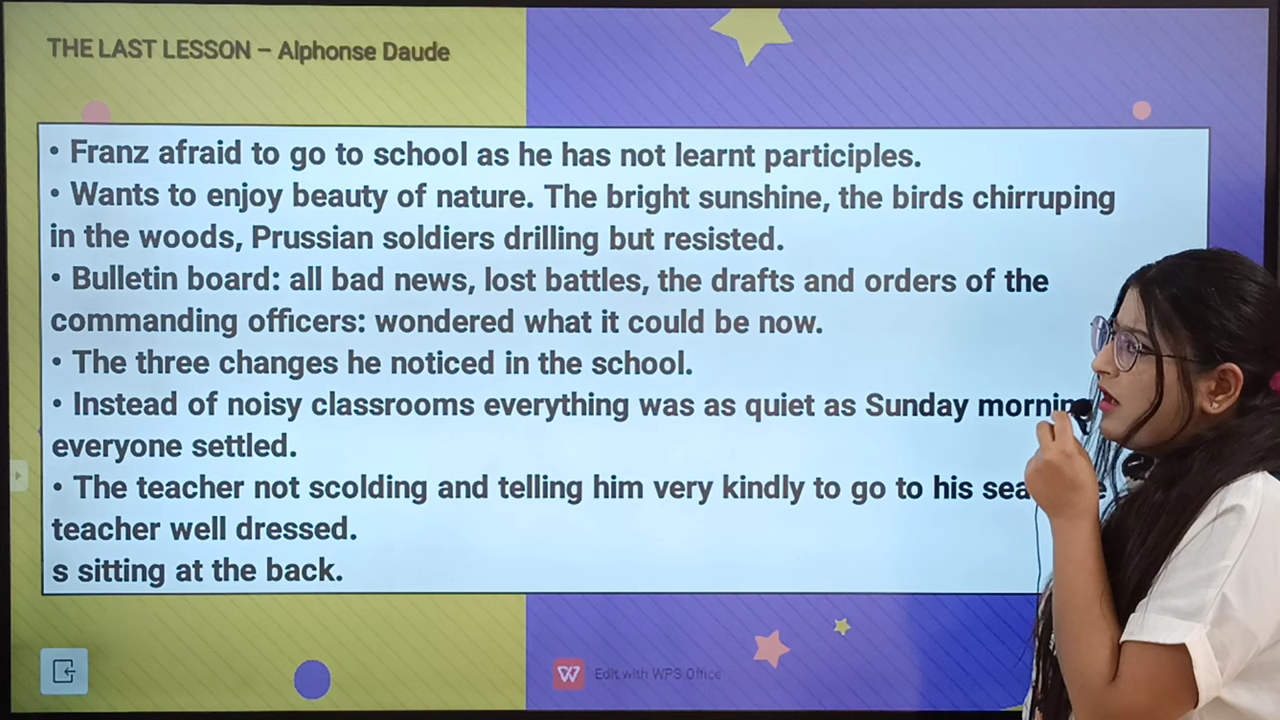 THE LAST LESSON – Alphonse Daude
• Franz afraid to go to school as he has not learnt participles.
• Wants to enjoy beauty of nature. The bright sunshine, the birds chirruping
in the woods, Prussian soldiers drilling but resisted.
• Bulletin board: all bad news, lost battles, the drafts and orders of the
commanding officers: wondered what it could be now.
• The three changes he noticed in the school.
• Instead of noisy classrooms everything was as quiet as Sunday
everyone settled.
• The teacher not scolding and telling him very kindly to go to his
teacher well dressed.
s sitting at the back.
Edit with WPS Office